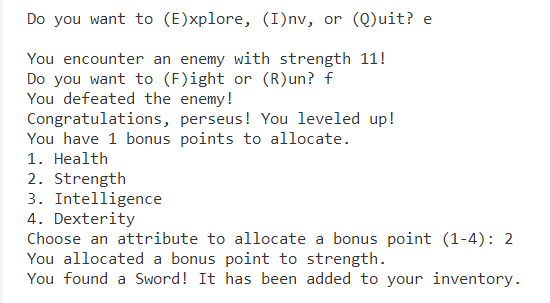 Do you want to (E)xplore, (I)nv, or (Q)uit? e
You encounter an enemy with strength 11!
Do you want to (F)ight or (R)un? f
You defeated the enemy!
Congratulations, perseus! You leveled up!
You have 1 bonus points to allocate.
1. Health
2. Strength
3. Intelligence
4. Dexterity
Choose an attribute to allocate a bonus point (1-4): 2
You allocated a bonus point to strength.
You found a Sword! It has been added to your inventory.